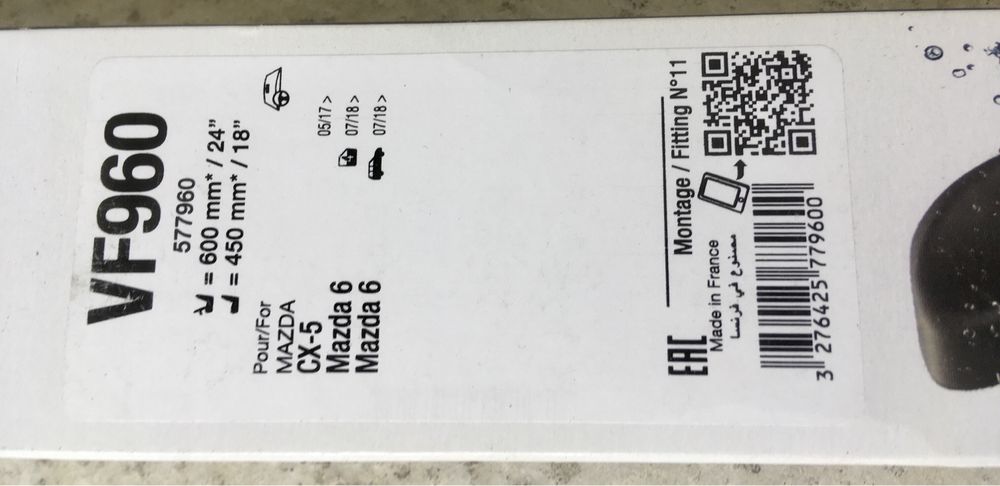 VF960
577960
= 600 mm* / 24"
= 450 mm* / 18"
Pour/For
MAZDA
CX-5 05/17 >
Mazda 6 07/18 >
Mazda 6 07/18 >
Montage / Fitting N°11
EAC
Made in France
مصنوع في فرنسا
3 276425 779600